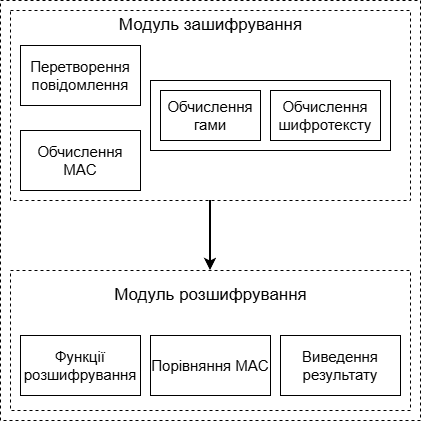 Модуль зашифрування
Перетворення
повідомлення
Обчислення
гами
Обчислення
шифротексту
Обчислення
MAC
Модуль розшифрування
Функції
розшифрування
Порівняння MAC
Виведення
результату